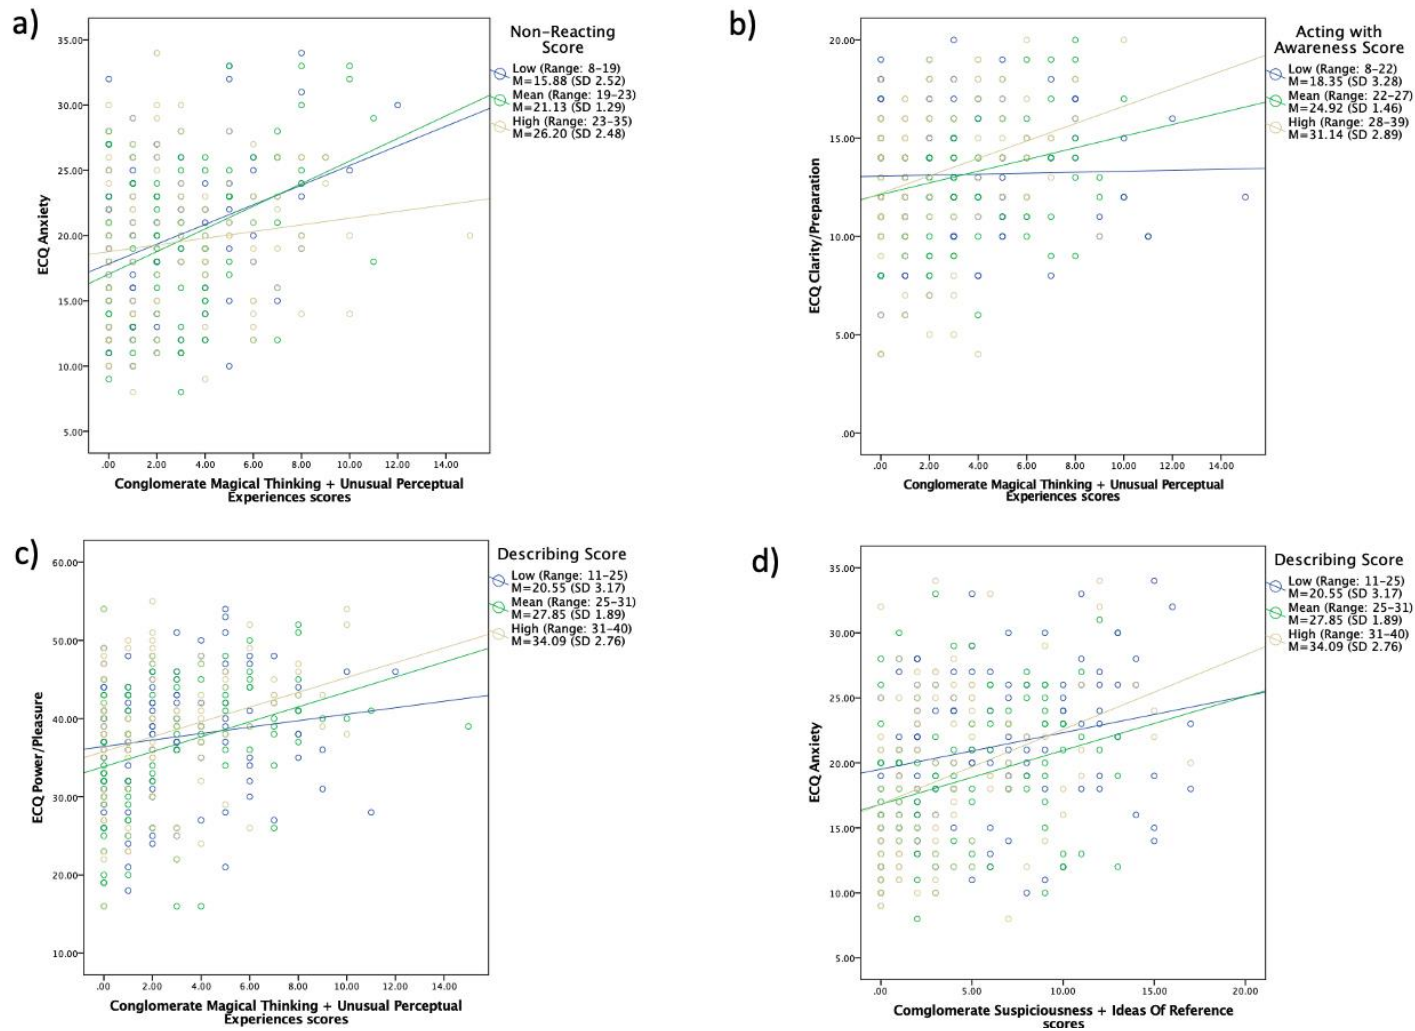 a)
Non-Reacting
Score
Low (Range: 8-19)
M=15.88 (SD 2.52)
Mean (Range: 19-23)
M=21.13 (SD 1.29)
High (Range: 23-35)
M=26.20 (SD 2.48)
35.00
30.00
25.00
20.00
15.00
10.00
5.00
ECQ Anxiety
.00 2.00 4.00 6.00 8.00 10.00 12.00 14.00
Conglomerate Magical Thinking + Unusual Perceptual
Experiences scores
b)
Acting with
Awareness Score
Low (Range: 8-22)
M=18.35 (SD 3.28)
Mean (Range: 22-27)
M=24.92 (SD 1.46)
High (Range: 28-39)
M=31.14 (SD 2.89)
20.00
15.00
10.00
5.00
.00
ECQ Clarity/Preparation
.00 2.00 4.00 6.00 8.00 10.00 12.00 14.00
Conglomerate Magical Thinking + Unusual Perceptual
Experiences scores
c)
Describing Score
Low (Range: 11-25)
M=20.55 (SD 3.17)
Mean (Range: 25-31)
M=27.85 (SD 1.89)
High (Range: 31-40)
M=34.09 (SD 2.76)
60.00
50.00
40.00
30.00
20.00
10.00
ECQ Power/Pleasure
.00 2.00 4.00 6.00 8.00 10.00 12.00 14.00
Conglomerate Magical Thinking + Unusual Perceptual
Experiences scores
d)
Describing Score
Low (Range: 11-25)
M=20.55 (SD 3.17)
Mean (Range: 25-31)
M=27.85 (SD 1.89)
High (Range: 31-40)
M=34.09 (SD 2.76)
35.00
30.00
25.00
20.00
15.00
10.00
5.00
ECQ Anxiety
.00 5.00 10.00 15.00 20.00
Comglomerate Suspiciousness + Ideas Of Reference
scores